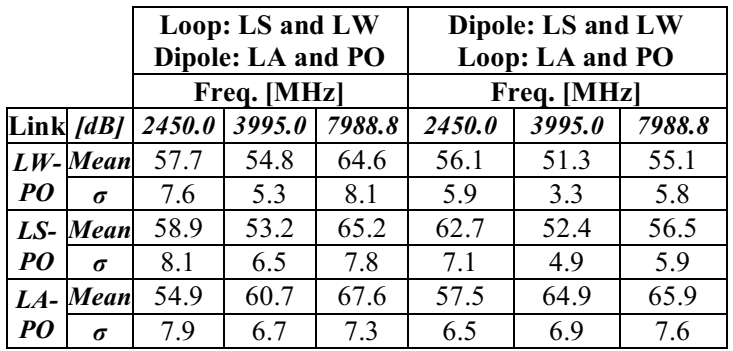 Loop: LS and LW Dipole: LS and LW
Dipole: LA and PO Loop: LA and PO
Freq. [MHz] Freq. [MHz]
Link [dB] 2450.0 3995.0 7988.8 2450.0 3995.0 7988.8
LW- Mean 57.7 54.8 64.6 56.1 51.3 55.1
PO σ 7.6 5.3 8.1 5.9 3.3 5.8
LS- Mean 58.9 53.2 65.2 62.7 52.4 56.5
PO σ 8.1 6.5 7.8 7.1 4.9 5.9
LA- Mean 54.9 60.7 67.6 57.5 64.9 65.9
PO σ 7.9 6.7 7.3 6.5 6.9 7.6